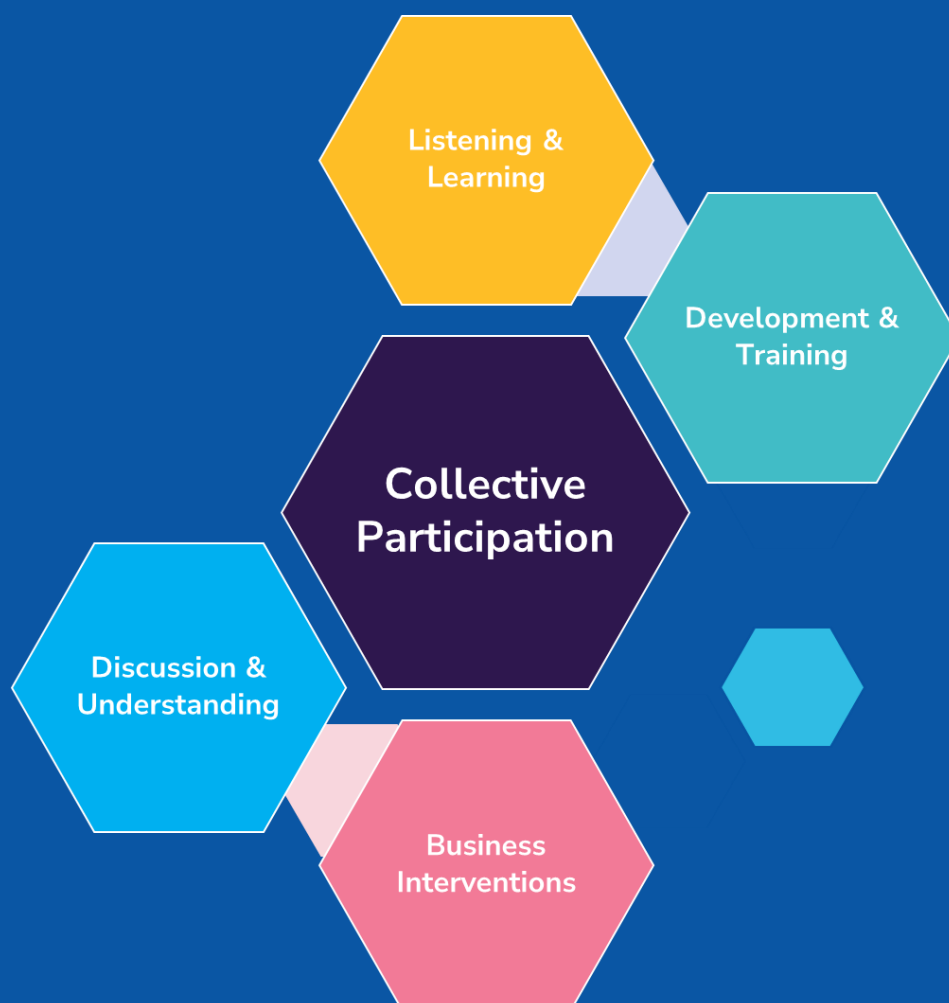 Listening &
Learning
Development &
Training
Collective
Participation
Discussion &
Understanding
Business
Interventions